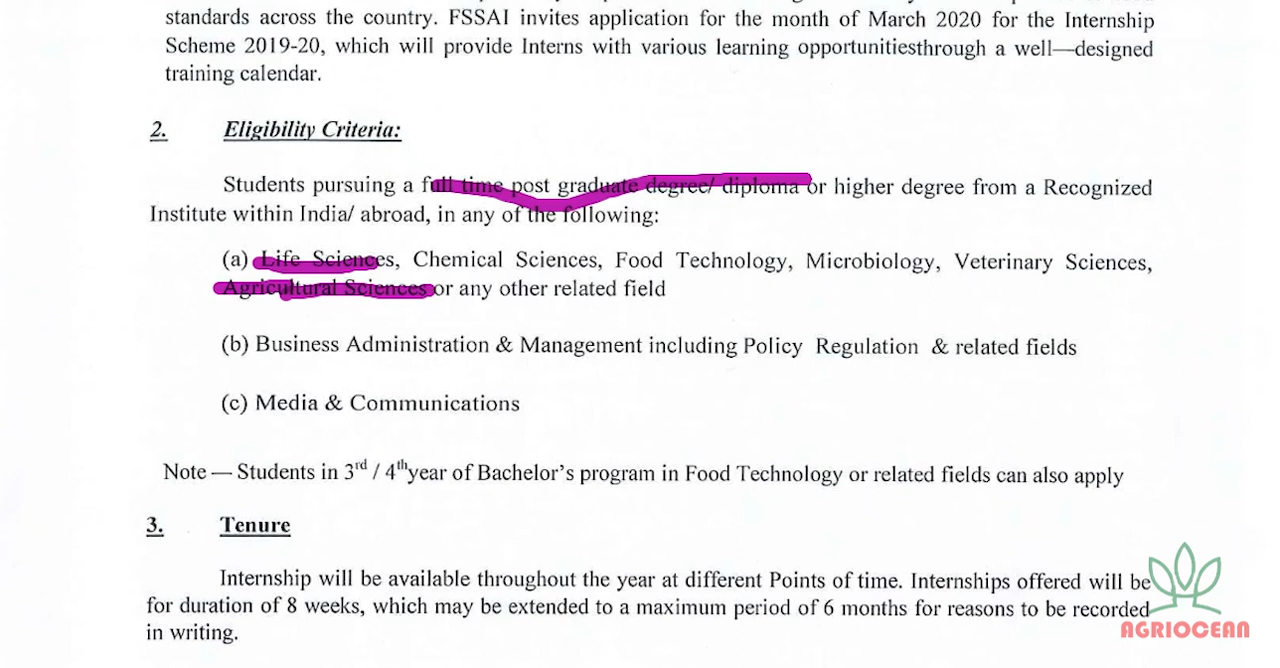 standards across the country. FSSAI invites application for the month of March 2020 for the Internship
Scheme 2019-20, which will provide Interns with various learning opportunitiesthrough a well—designed
training calendar.
2. Eligibility Criteria:
Students pursuing a full time post graduate degree/ diploma or higher degree from a Recognized
Institute within India/ abroad, in any of the following:
(a) Life Sciences, Chemical Sciences, Food Technology, Microbiology, Veterinary Sciences,
Agricultural Sciences or any other related field
(b) Business Administration & Management including Policy Regulation & related fields
(c) Media & Communications
Note — Students in 3rd / 4thyear of Bachelor's program in Food Technology or related fields can also apply
3. Tenure
Internship will be available throughout the year at different Points of time. Internships offered will be
for duration of 8 weeks, which may be extended to a maximum period of 6 months for reasons to be recorded
in writing.
AGRIOCEAN